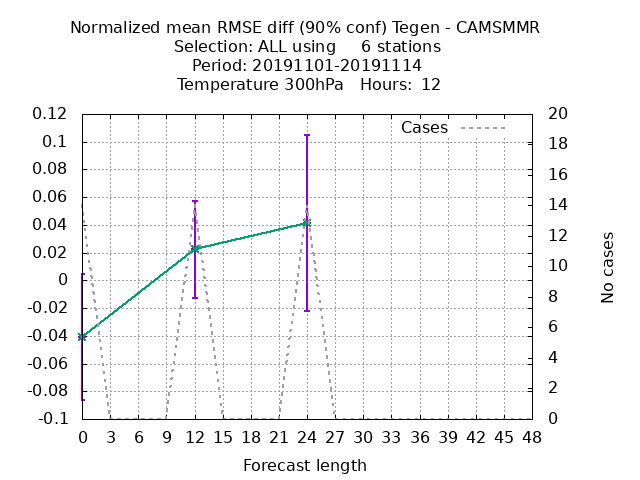 Normalized mean RMSE diff (90% conf) Tegen - CAMSMMR
Selection: ALL using     6 stations
Period: 20191101-20191114
Temperature 300hPa   Hours:  12
Cases
0.12
0.1
0.08
0.06
0.04
0.02
0
-0.02
-0.04
-0.06
-0.08
-0.1
20
18
16
14
12
10
8
6
4
2
0
No cases
0 3 6 9 12 15 18 21 24 27 30 33 36 39 42 45 48
Forecast length